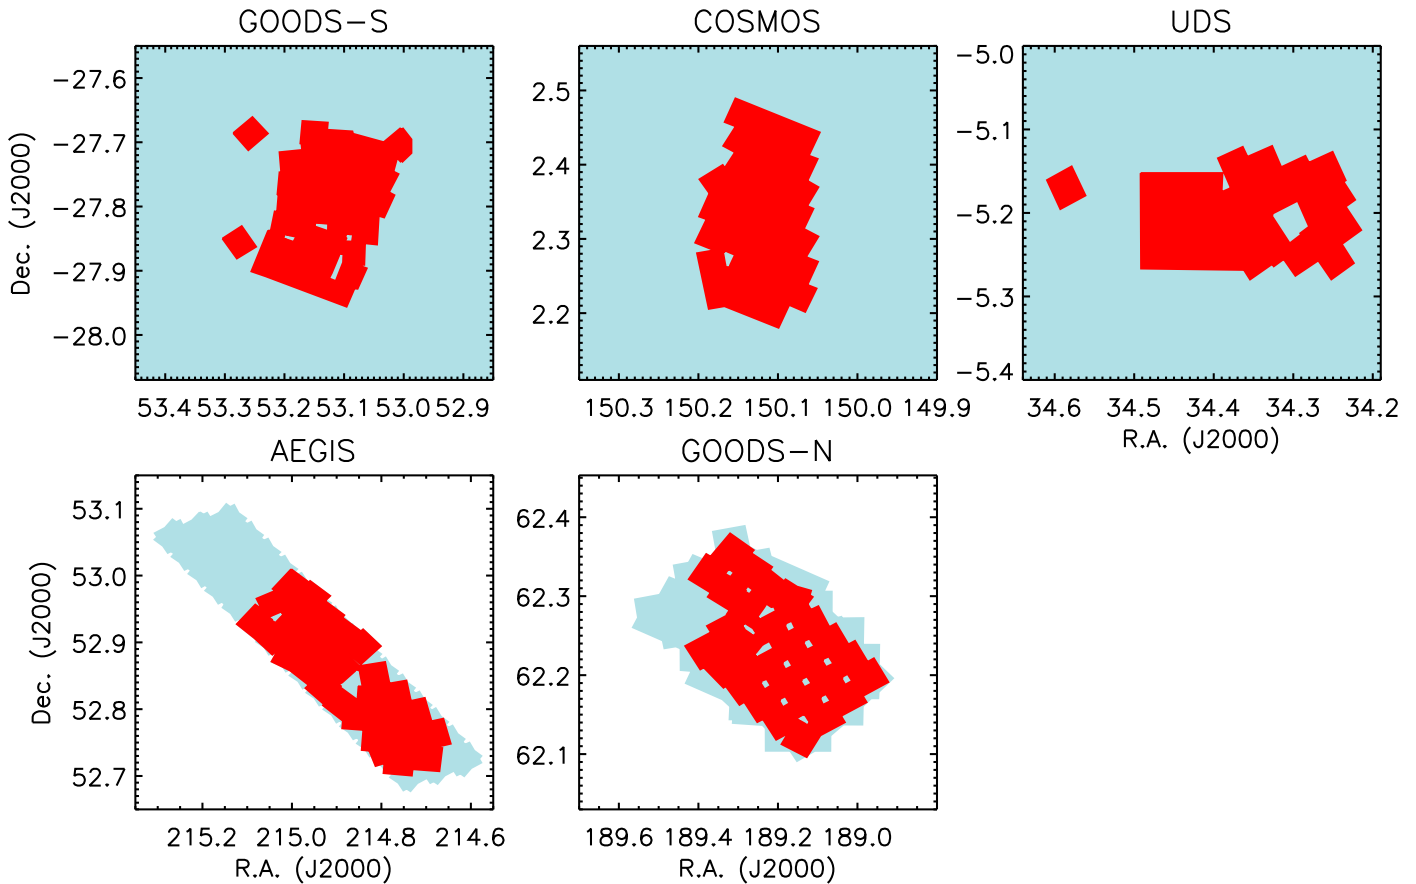 GOODS-S
COSMOS
UDS
-27.6
-27.7
-27.8
-27.9
-28.0
Dec. (J2000)
53.4 53.3 53.2 53.1 53.0 52.9
2.5
2.4
2.3
2.2
150.3 150.2 150.1 150.0 149.9
-5.0
-5.1
-5.2
-5.3
-5.4
34.6 34.5 34.4 34.3 34.2
R.A. (J2000)
AEGIS
GOODS-N
53.1
53.0
52.9
52.8
52.7
Dec. (J2000)
215.2 215.0 214.8 214.6
R.A. (J2000)
62.4
62.3
62.2
62.1
189.6 189.4 189.2 189.0
R.A. (J2000)